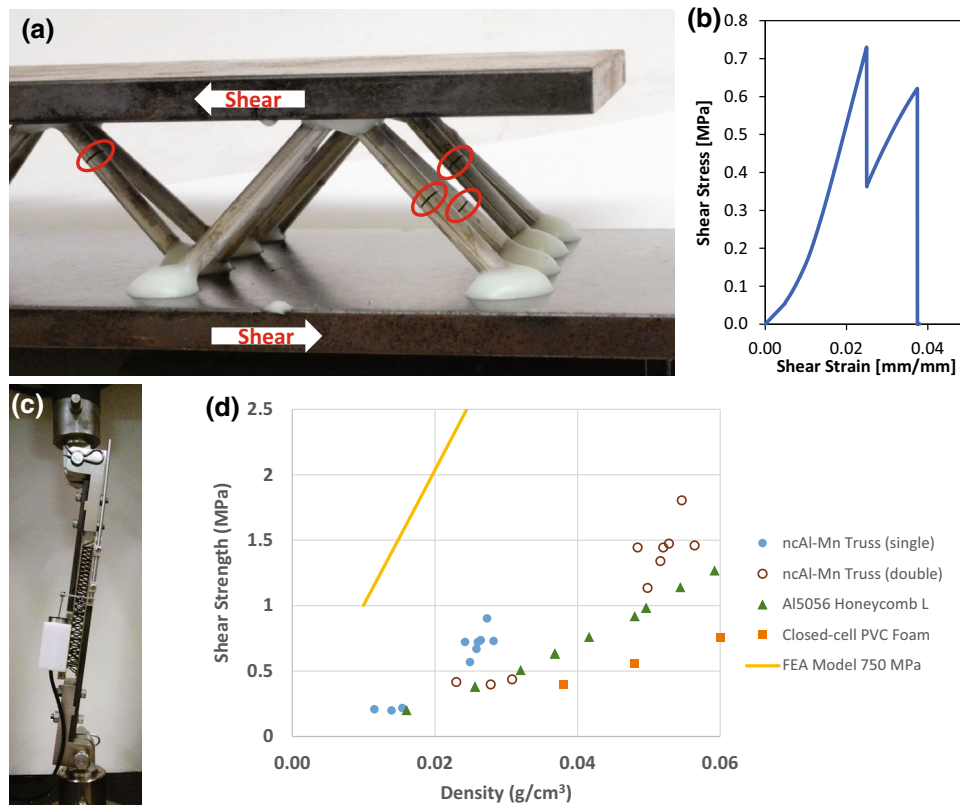 (a)
Shear
Shear
(b)
Shear Stress [MPa]
0.8
0.7
0.6
0.5
0.4
0.3
0.2
0.1
0.0
0.00
0.02
0.04
Shear Strain [mm/mm]
(c)
(d)
Shear Strength (MPa)
2.5
2
1.5
1
0.5
0
0.00
0.02
0.04
0.06
Density (g/cm³)
ncAl-Mn Truss (single)
ncAl-Mn Truss (double)
Al5056 Honeycomb L
Closed-cell PVC Foam
FEA Model 750 MPa